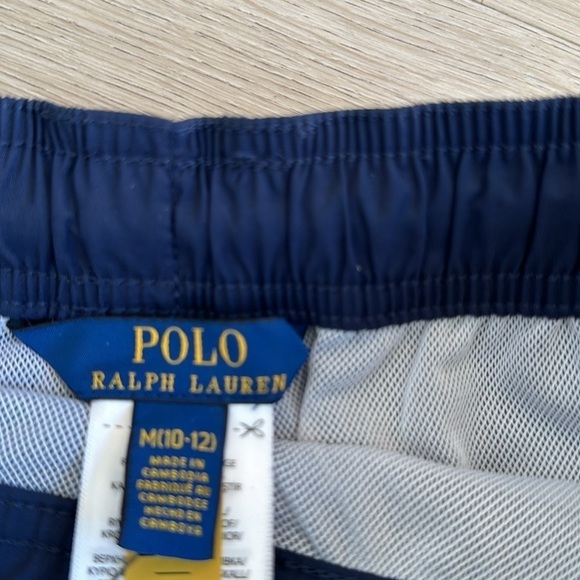 POLO
RALPH LAUREN
M(10-12)
MADE IN
CAMBODIA
FABRIQUÉ AU
CAMBODGE
HECHO EN
CAMBOYA